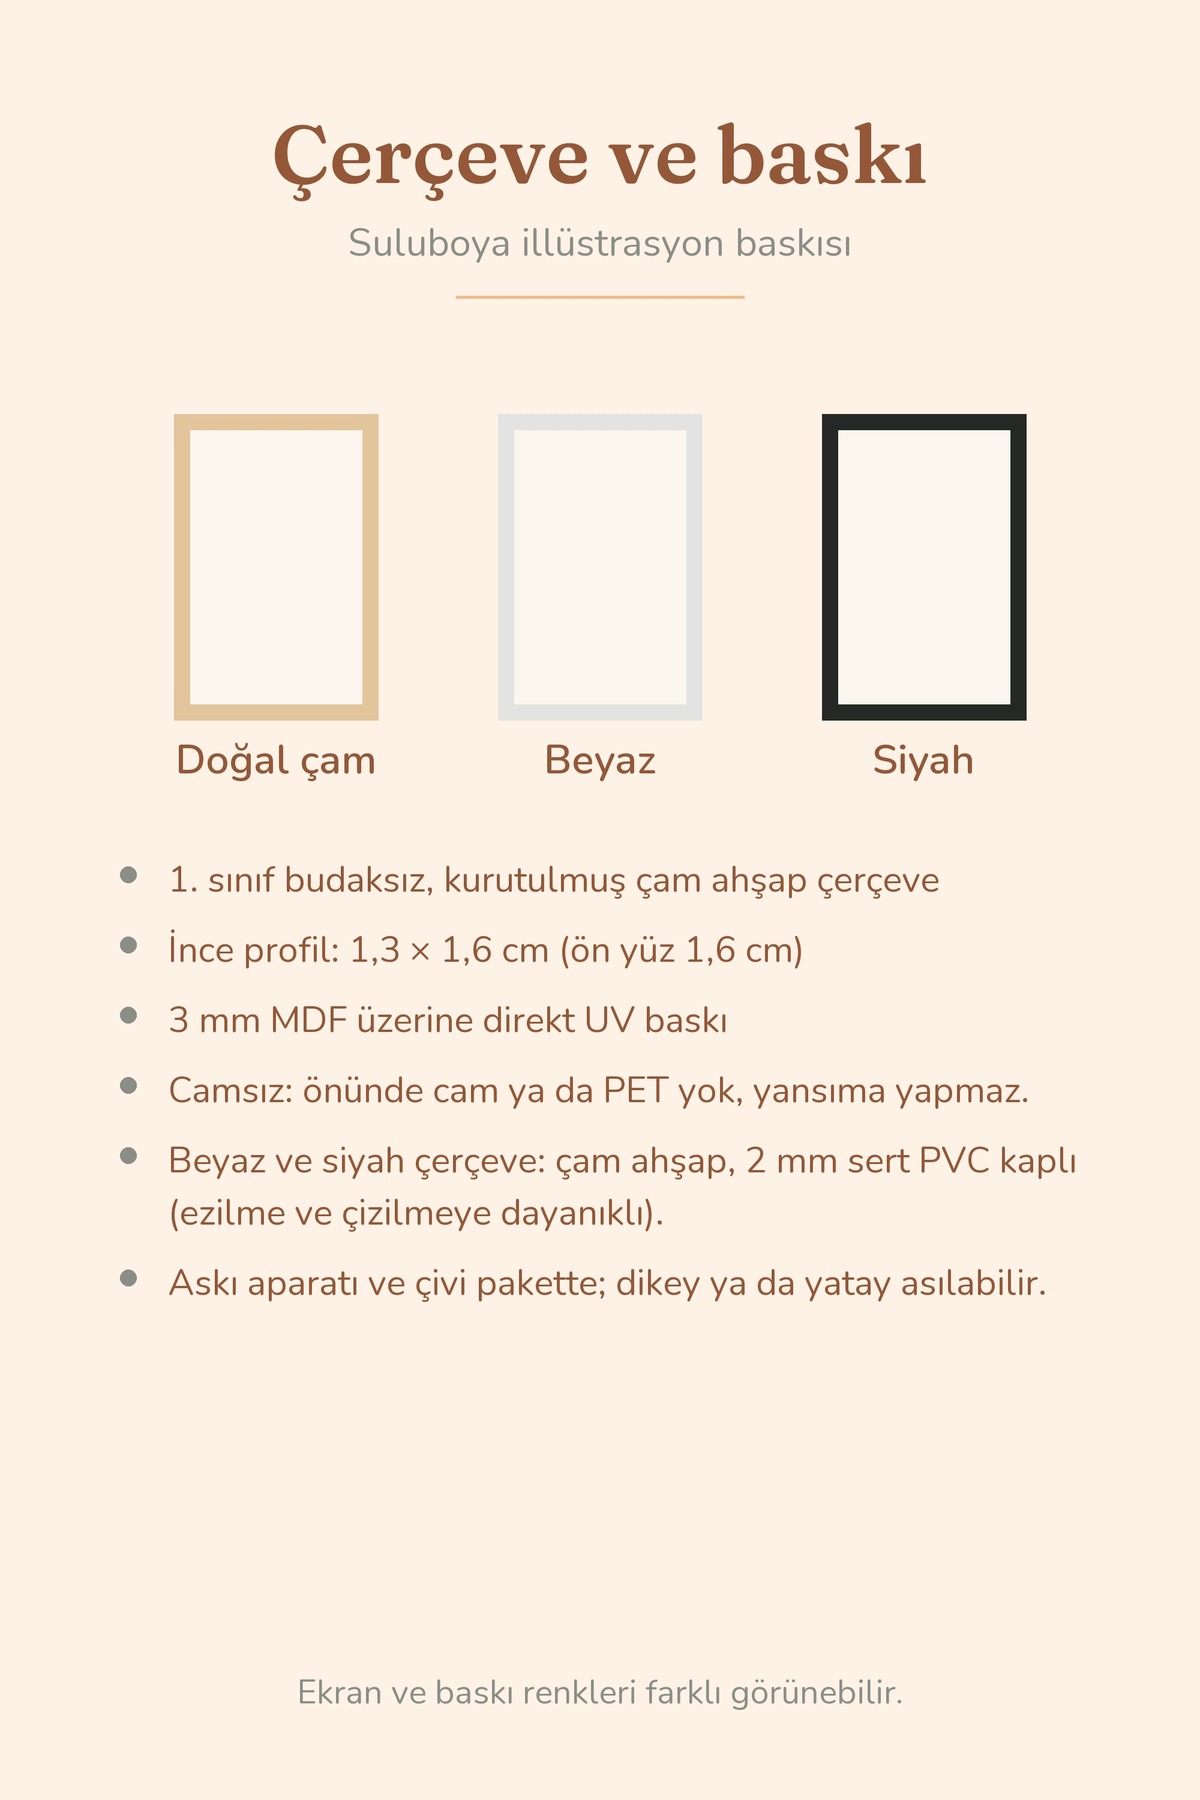 Çerçeve ve baskı
Suluboya illüstrasyon baskısı
Doğal çam
Beyaz
Siyah
1. sınıf budaksız, kurutulmuş çam ahşap çerçeve
İnce profil: 1,3 × 1,6 cm (ön yüz 1,6 cm)
3 mm MDF üzerine direkt UV baskı
Camsız: önünde cam ya da PET yok, yansıma yapmaz.
Beyaz ve siyah çerçeve: çam ahşap, 2 mm sert PVC kaplı
(ezilme ve çizilmeye dayanıklı).
Askı aparatı ve çivi pakette; dikey ya da yatay asılabilir.
Ekran ve baskı renkleri farklı görünebilir.